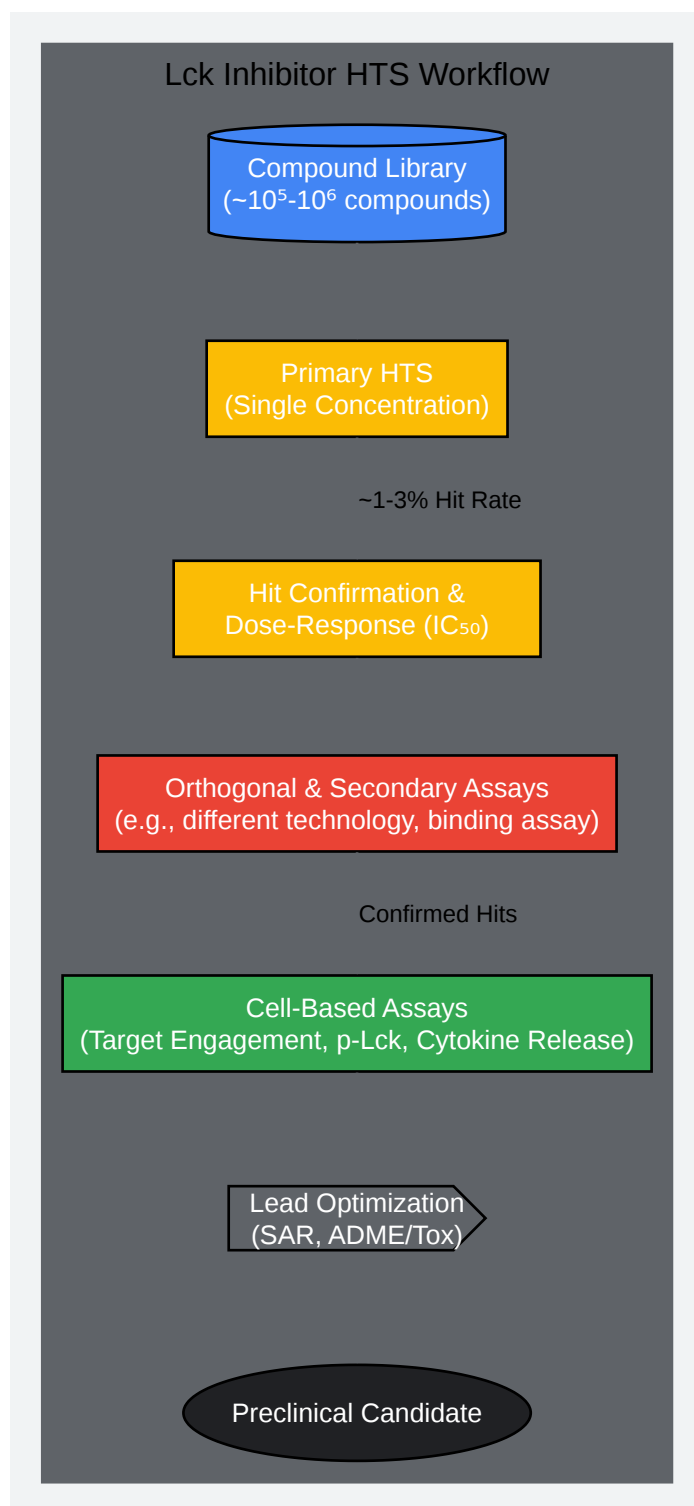 Lck Inhibitor HTS Workflow
Compound Library
(~10⁵-10⁶ compounds)
Primary HTS
(Single Concentration)
~1-3% Hit Rate
Hit Confirmation &
Dose-Response (IC₅₀)
Orthogonal & Secondary Assays
(e.g., different technology, binding assay)
Confirmed Hits
Cell-Based Assays
(Target Engagement, p-Lck, Cytokine Release)
Lead Optimization
(SAR, ADME/Tox)
Preclinical Candidate